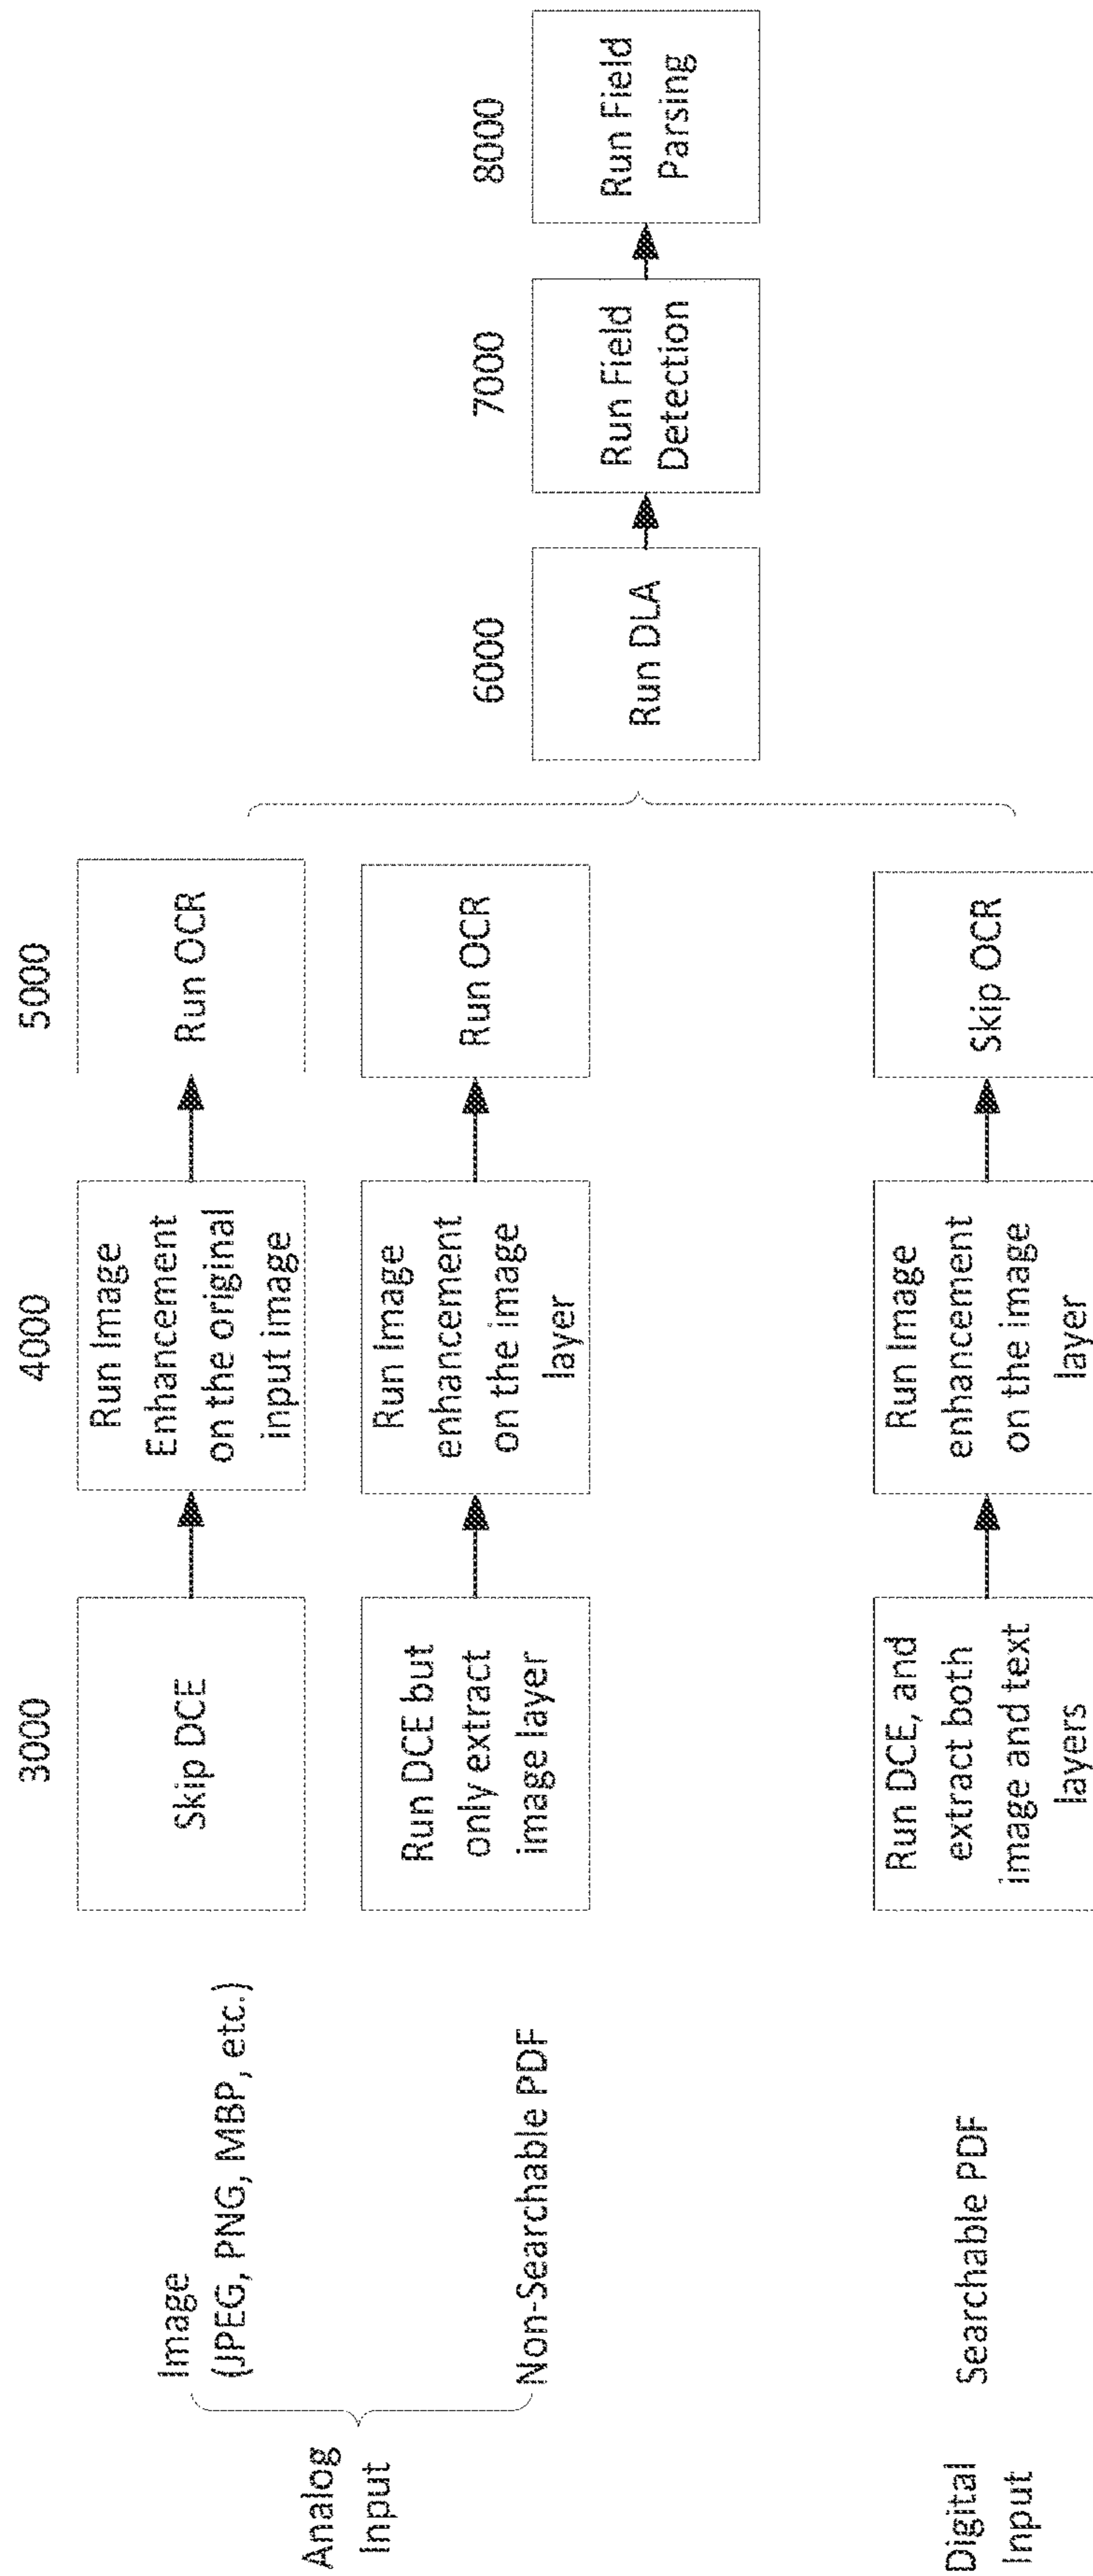 3000
4000
5000
Analog
Input
Image
(JPEG, PNG, MBP, etc.)
Skip DCE
Run Image
Enhancement
on the original
input image
Run OCR
Non-Searchable PDF
Run DCE but
only extract
image layer
Run Image
enhancement
on the image
layer
Run OCR
Digital
Input
Searchable PDF
Run DCE, and
extract both
image and text
layers
Run Image
enhancement
on the image
layer
Skip OCR
6000
Run DLA
7000
Run Field
Detection
8000
Run Field
Parsing